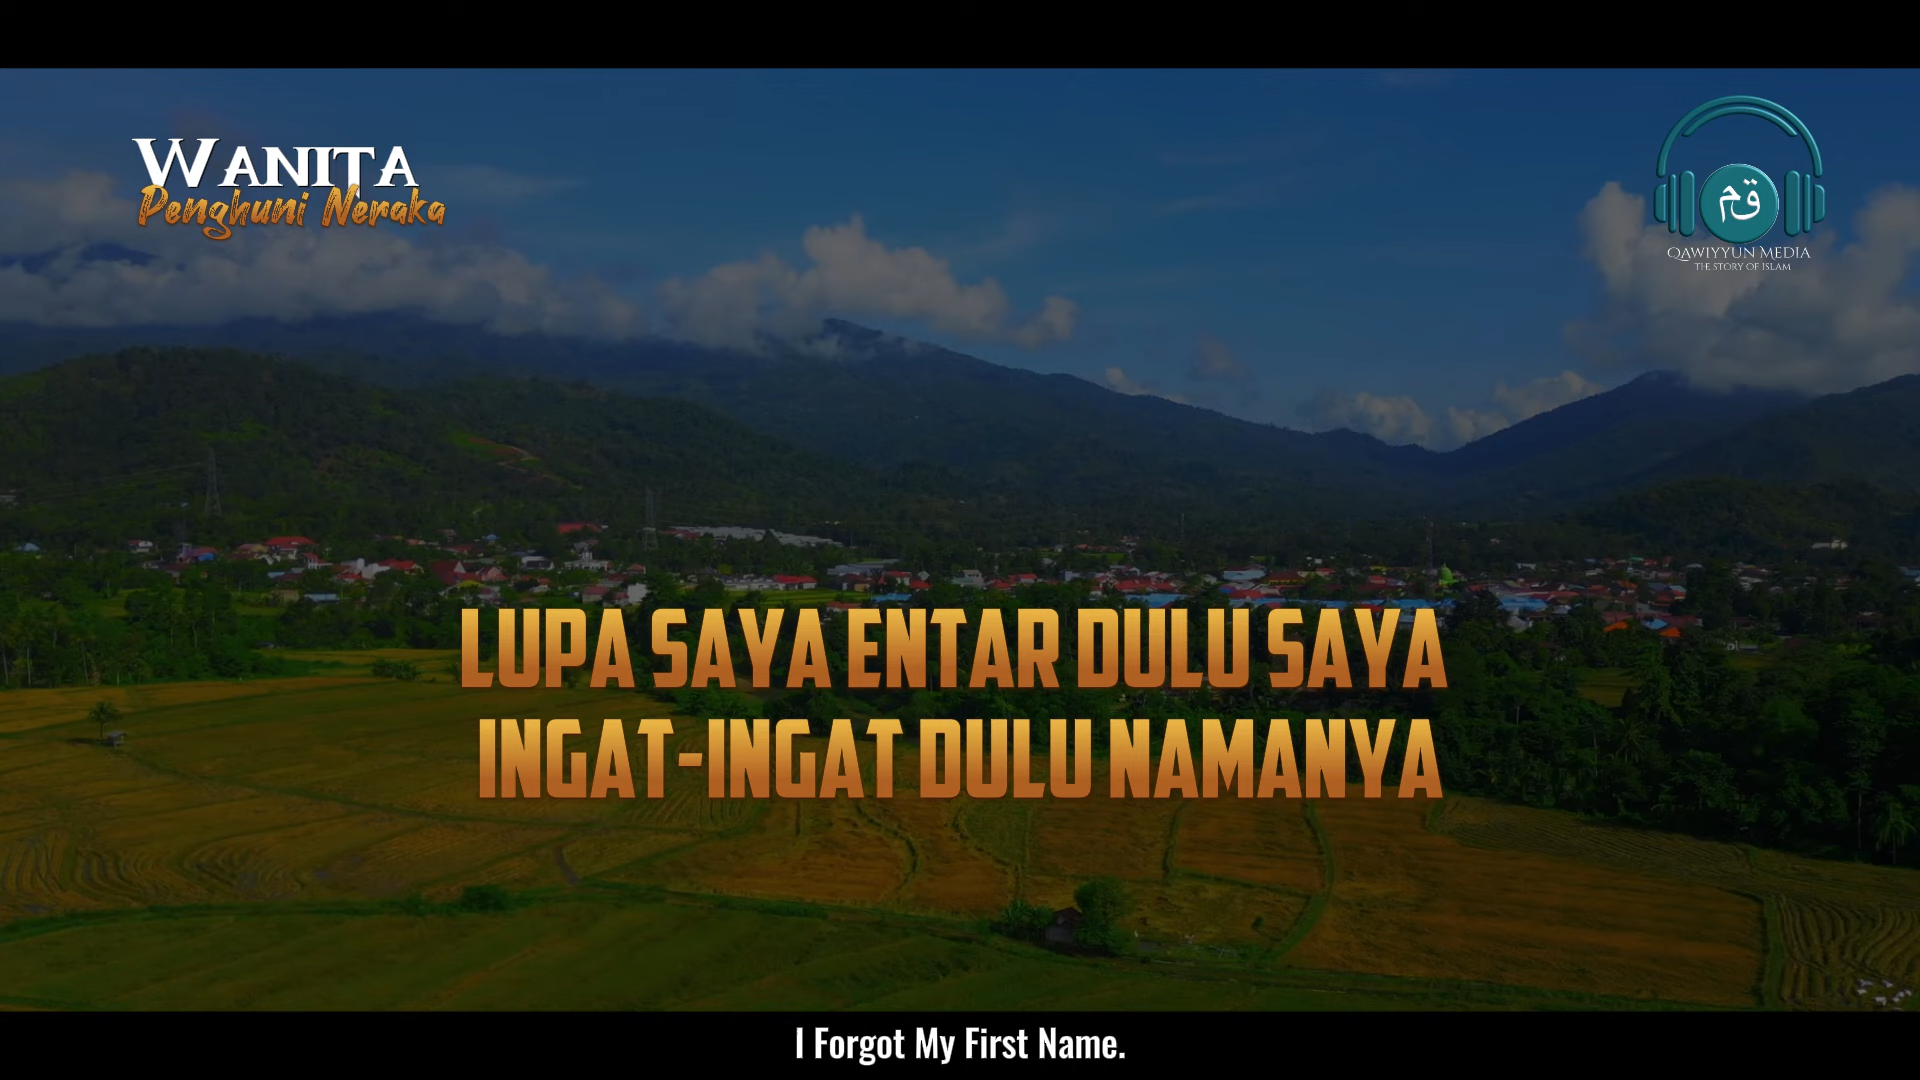 WANITA
Penghuni Neraka
قم
QAWIYYUN MEDIA
THE STORY OF ISLAM
LUPA SAYA ENTAR DULU SAYA
INGAT-INGAT DULU NAMANYA
I Forgot My First Name.